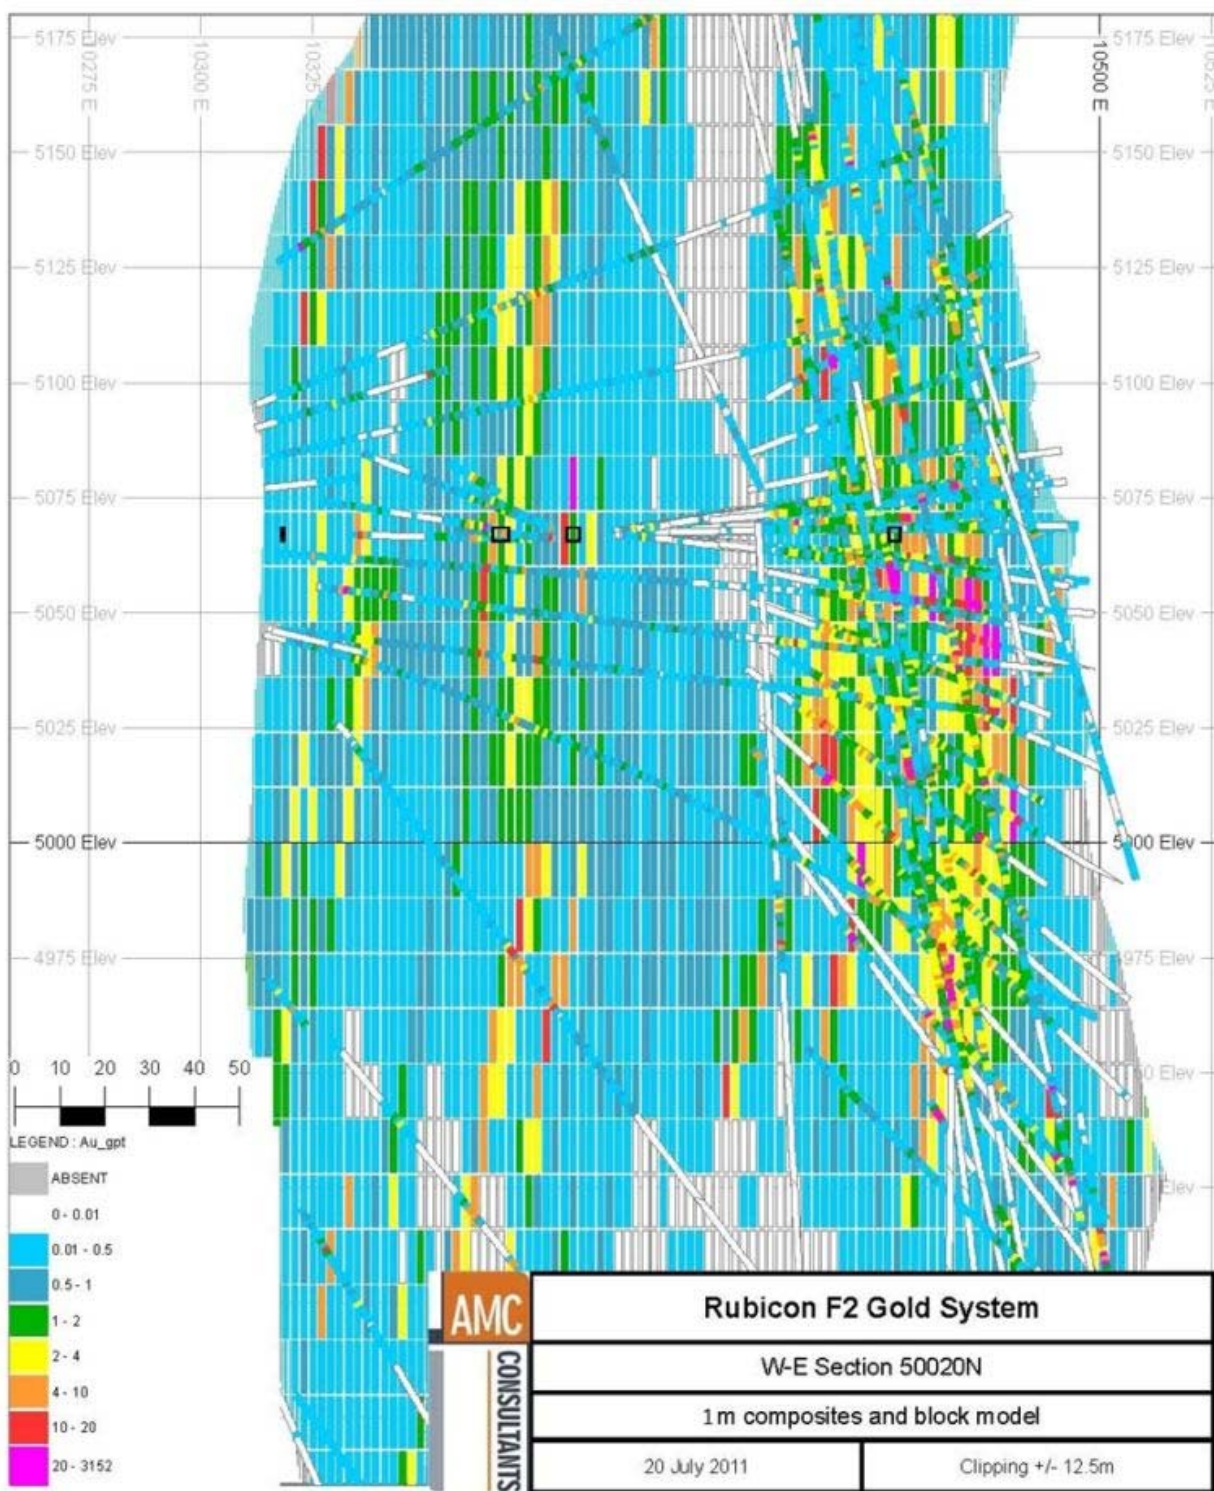 5175 Elev
10275 E
10300 E
10325
10500 E
5175 Elev
5150 Elev
5150 Elev
5125 Elev
5125 Elev
5100 Elev
5100 Elev
5075 Elev
5075 Elev
5050 Elev
5050 Elev
5025 Elev
5025 Elev
5000 Elev
Elev
4975 Elev
Elev
Elev
0 10 20 30 40 50
Elev
LEGEND : Au_gpt
ABSENT
0 - 0.01
0.01 - 0.5
0.5 - 1
1 - 2
2 - 4
4 - 10
10 - 20
20 - 3152
AMC
CONSULTANTS
Rubicon F2 Gold System
W-E Section 50020N
1m composites and block model
20 July 2011
Clipping +/- 12.5m